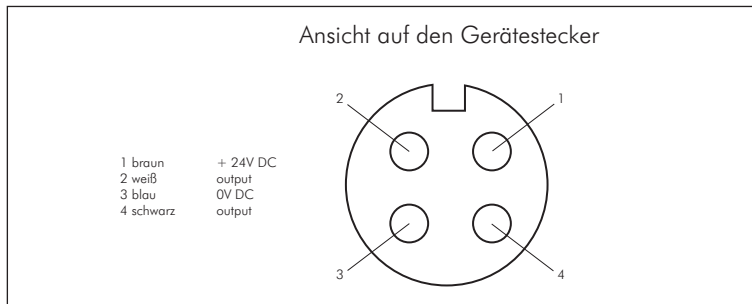 Ansicht auf den Gerätestecker
2
1
1 braun + 24V DC
2 weiß output
3 blau 0V DC
4 schwarz output
3
4